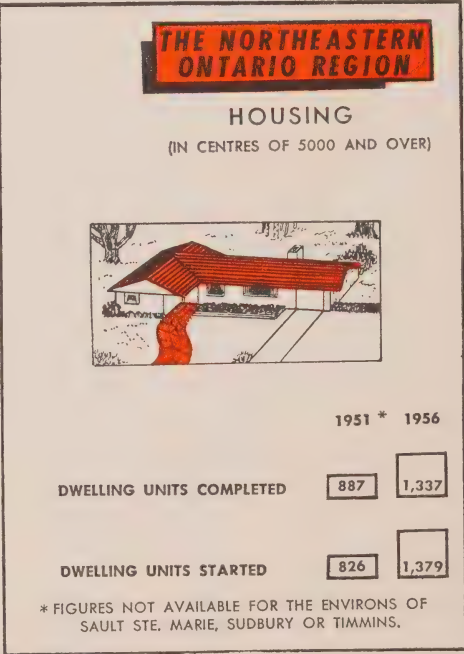 THE NORTHEASTERN
ONTARIO REGION
HOUSING
(IN CENTRES OF 5000 AND OVER)
1951 * 1956
DWELLING UNITS COMPLETED 887 1,337
DWELLING UNITS STARTED 826 1,379
* FIGURES NOT AVAILABLE FOR THE ENVIRONS OF
SAULT STE. MARIE, SUDBURY OR TIMMINS.